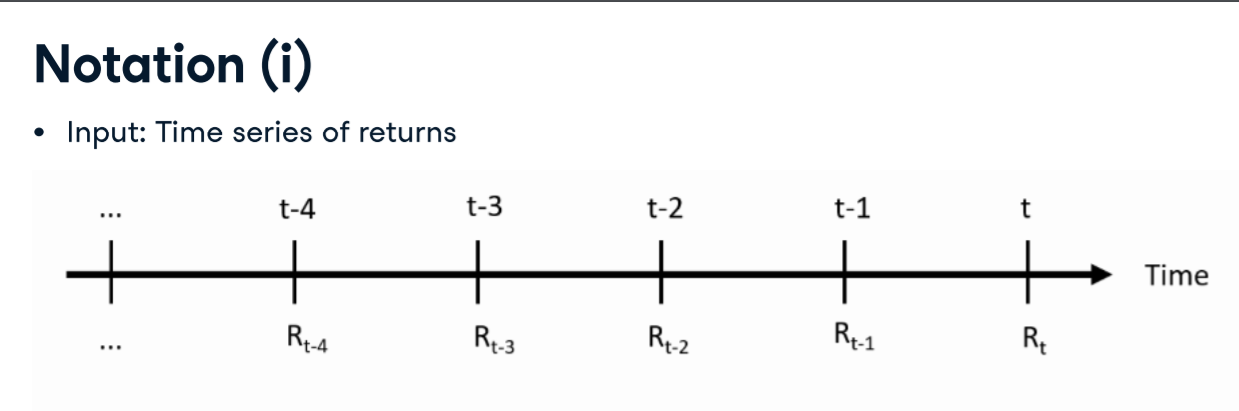 Notation (i)
• Input: Time series of returns
... t-4 t-3 t-2 t-1 t
Time
... Rt-4 Rt-3 Rt-2 Rt-1 Rt